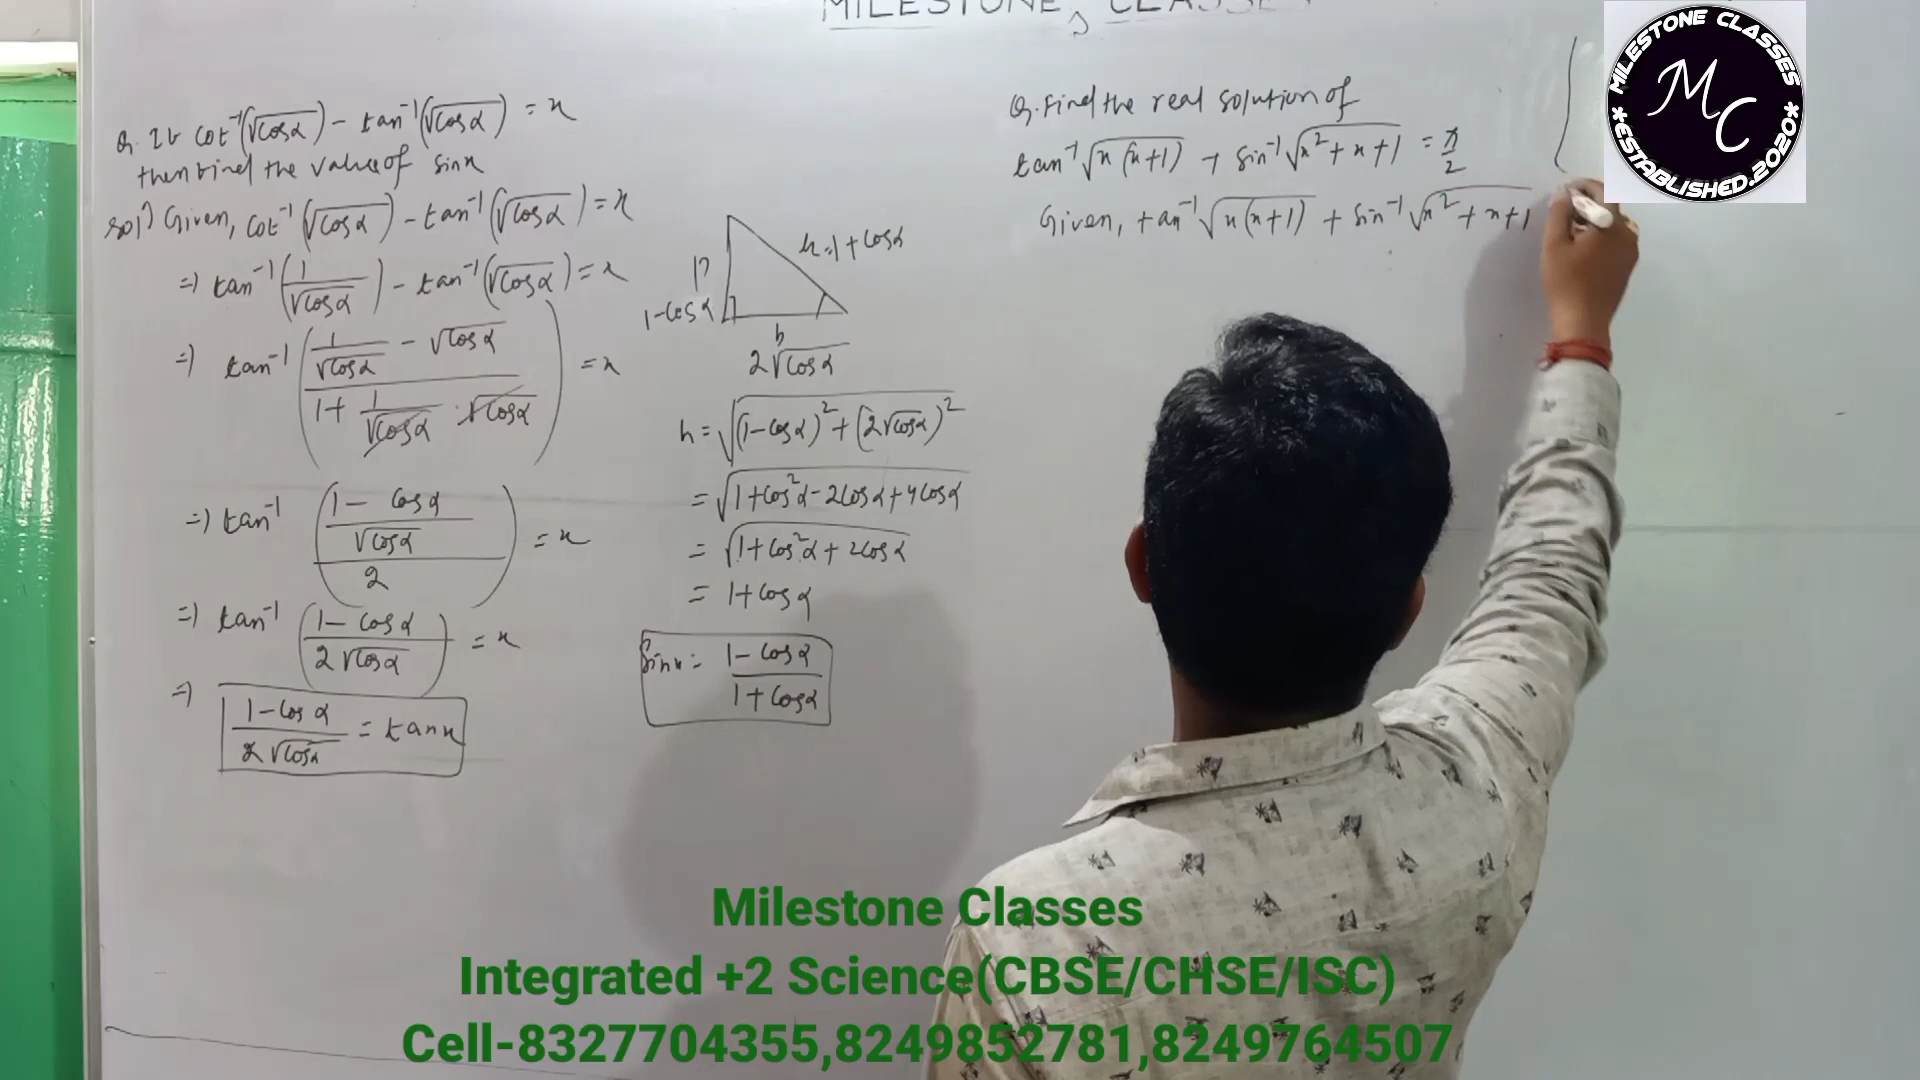 MILESTONE CLASSES
Q. If cot⁻¹(√cosα) - tan⁻¹(√cosα) = x
then find the value of sinx
Solⁿ) Given, cot⁻¹(√cosα) - tan⁻¹(√cosα) = x
=) tan⁻¹(1/√cosα) - tan⁻¹(√cosα) = x
=) tan⁻¹((1/√cosα - √cosα)/(1+ 1/√cosα · √cosα)) = x
=) tan⁻¹(((1 - cosα)/√cosα)/2) = x
=) tan⁻¹((1 - cosα)/(2√cosα)) = x
=) (1-cosα)/(2√cosα) = tanx
h=1+cosα
p
1-cosα
b
2√cosα
h = √((1-cosα)² + (2√cosα)²)
= √(1+cos²α-2cosα+4cosα)
= √(1+cos²α+2cosα)
= 1+cosα
Sinx = (1-cosα)/(1+cosα)
Q. Find the real solution of
tan⁻¹√(x(x+1)) + sin⁻¹√(x²+x+1) = π/2
Given, tan⁻¹√(x(x+1)) + sin⁻¹√(x²+x+1)
MILESTONE CLASSES
MC
*ESTABLISHED.2020*
Milestone Classes
Integrated +2 Science(CBSE/CHSE/ISC)
Cell-8327704355,8249852781,8249764507